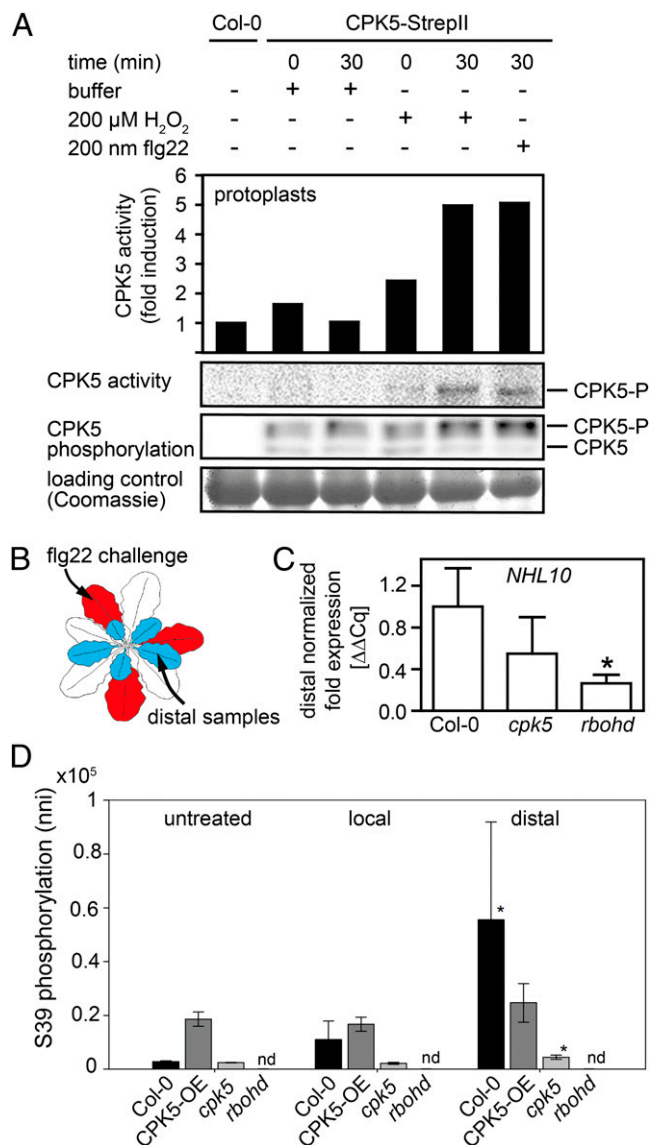 A
Col-0 CPK5-StrepII
time (min) 0 30 0 30 30
buffer - + + - - -
200 µM H2O2 - - - + + -
200 nm flg22 - - - - - +
protoplasts
CPK5 activity
(fold induction)
6
5
4
3
2
1
CPK5 activity
CPK5-P
CPK5
phosphorylation
CPK5-P
CPK5
loading control
(Coomassie)
B
flg22 challenge
distal samples
C
NHL10
distal normalized
fold expression
[ΔΔCq]
1.2
0.8
0.4
0.0
*
Col-0 cpk5 rbohd
D
x10^5
S39 phosphorylation (nni)
1
0.8
0.6
0.4
0.2
0
untreated local distal
nd nd * * nd
Col-0 CPK5-OE cpk5 rbohd Col-0 CPK5-OE cpk5 rbohd Col-0 CPK5-OE cpk5 rbohd